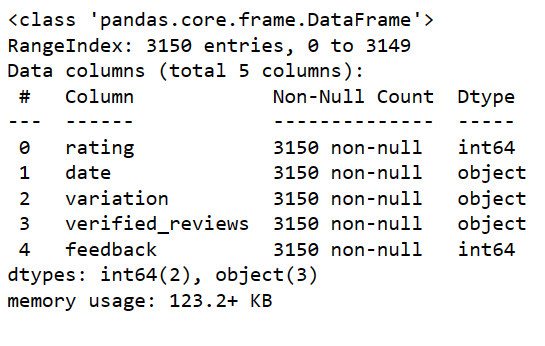 <class 'pandas.core.frame.DataFrame'>
RangeIndex: 3150 entries, 0 to 3149
Data columns (total 5 columns):
 #   Column            Non-Null Count  Dtype
---  ------            --------------  -----
 0   rating            3150 non-null   int64
 1   date              3150 non-null   object
 2   variation         3150 non-null   object
 3   verified_reviews  3150 non-null   object
 4   feedback          3150 non-null   int64
dtypes: int64(2), object(3)
memory usage: 123.2+ KB